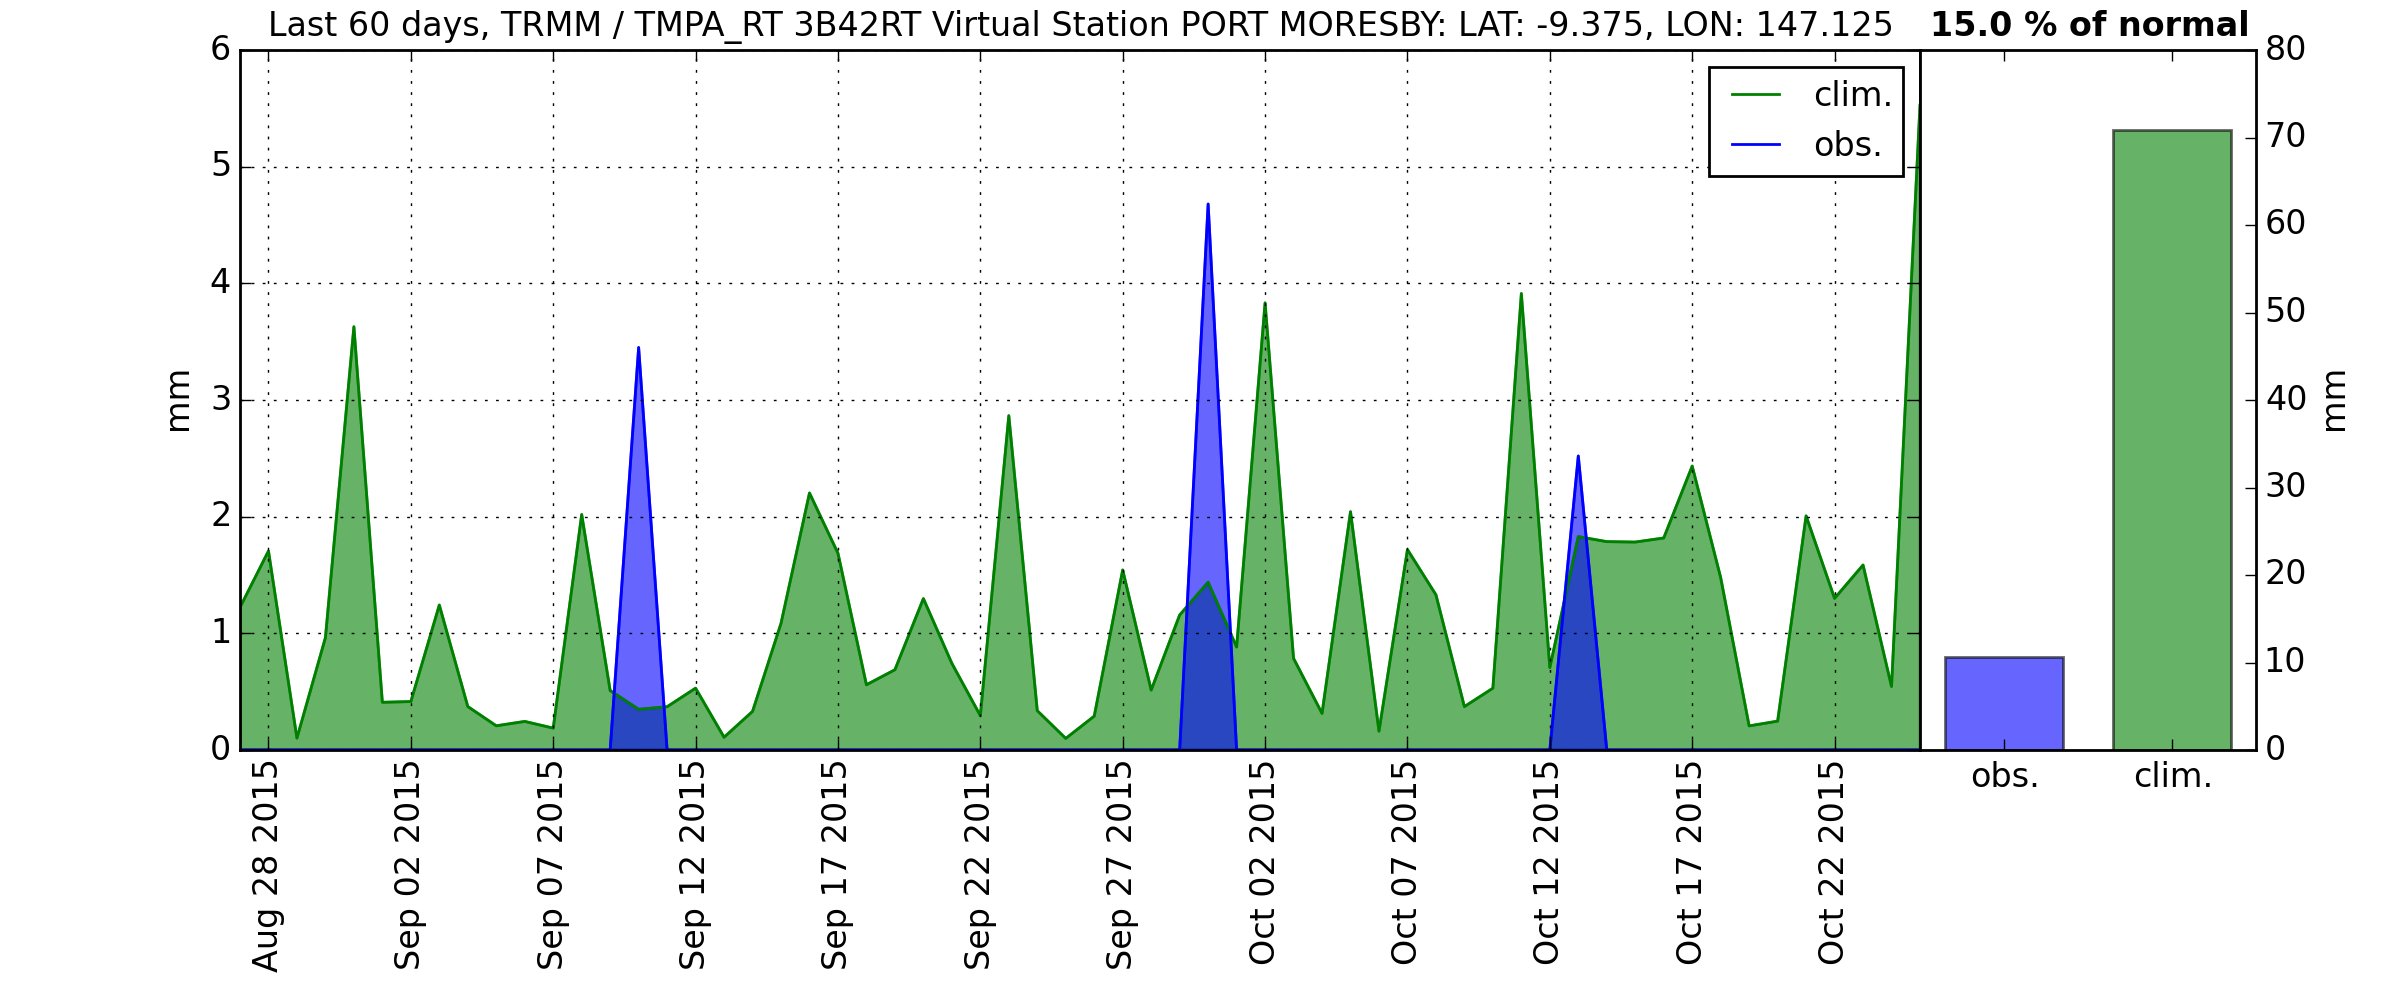 Last 60 days, TRMM / TMPA_RT 3B42RT Virtual Station PORT MORESBY: LAT: -9.375, LON: 147.125
15.0 % of normal
6
5
4
3
2
1
0
mm
clim.
obs.
80
70
60
50
40
30
20
10
0
mm
obs.
clim.
Aug 28 2015
Sep 02 2015
Sep 07 2015
Sep 12 2015
Sep 17 2015
Sep 22 2015
Sep 27 2015
Oct 02 2015
Oct 07 2015
Oct 12 2015
Oct 17 2015
Oct 22 2015